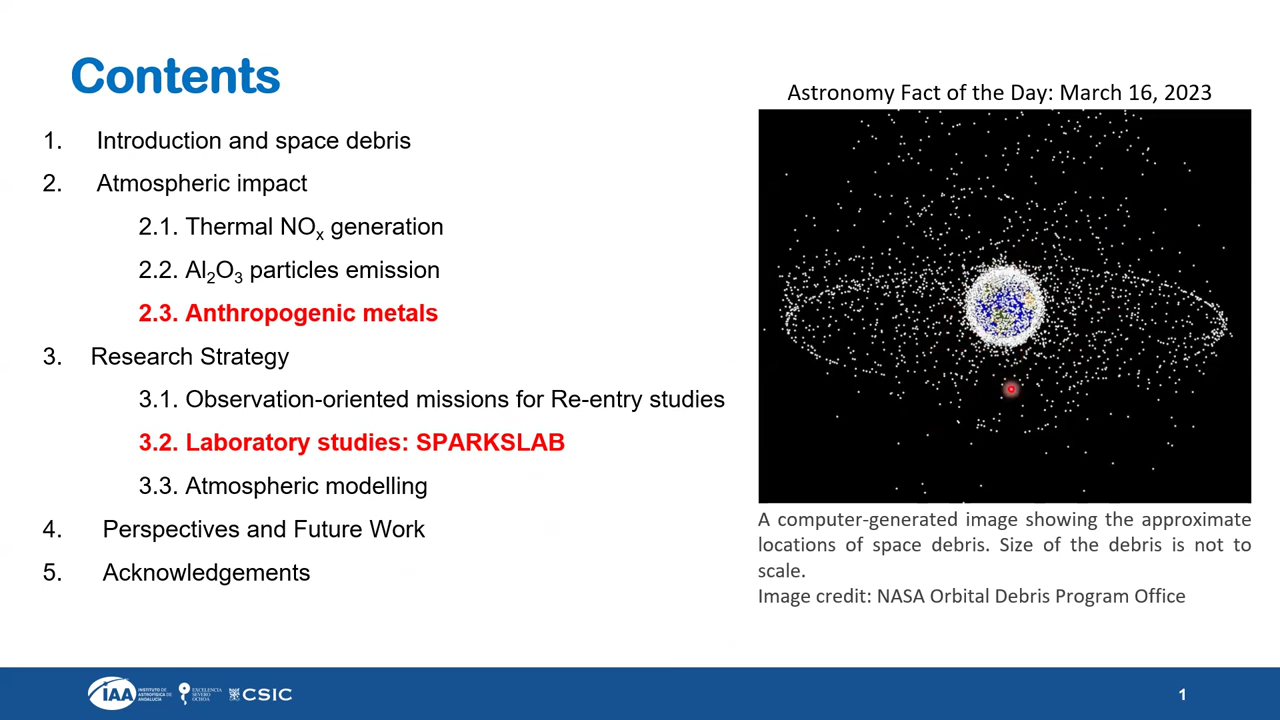 Contents
1. Introduction and space debris
2. Atmospheric impact
2.1. Thermal NOx generation
2.2. Al2O3 particles emission
2.3. Anthropogenic metals
3. Research Strategy
3.1. Observation-oriented missions for Re-entry studies
3.2. Laboratory studies: SPARKSLAB
3.3. Atmospheric modelling
4. Perspectives and Future Work
5. Acknowledgements
Astronomy Fact of the Day: March 16, 2023
A computer-generated image showing the approximate
locations of space debris. Size of the debris is not to
scale.
Image credit: NASA Orbital Debris Program Office
IAA
INSTITUTO DE
ASTROFÍSICA DE
ANDALUCÍA
EXCELENCIA
SEVERO
OCHOA
CSIC
1